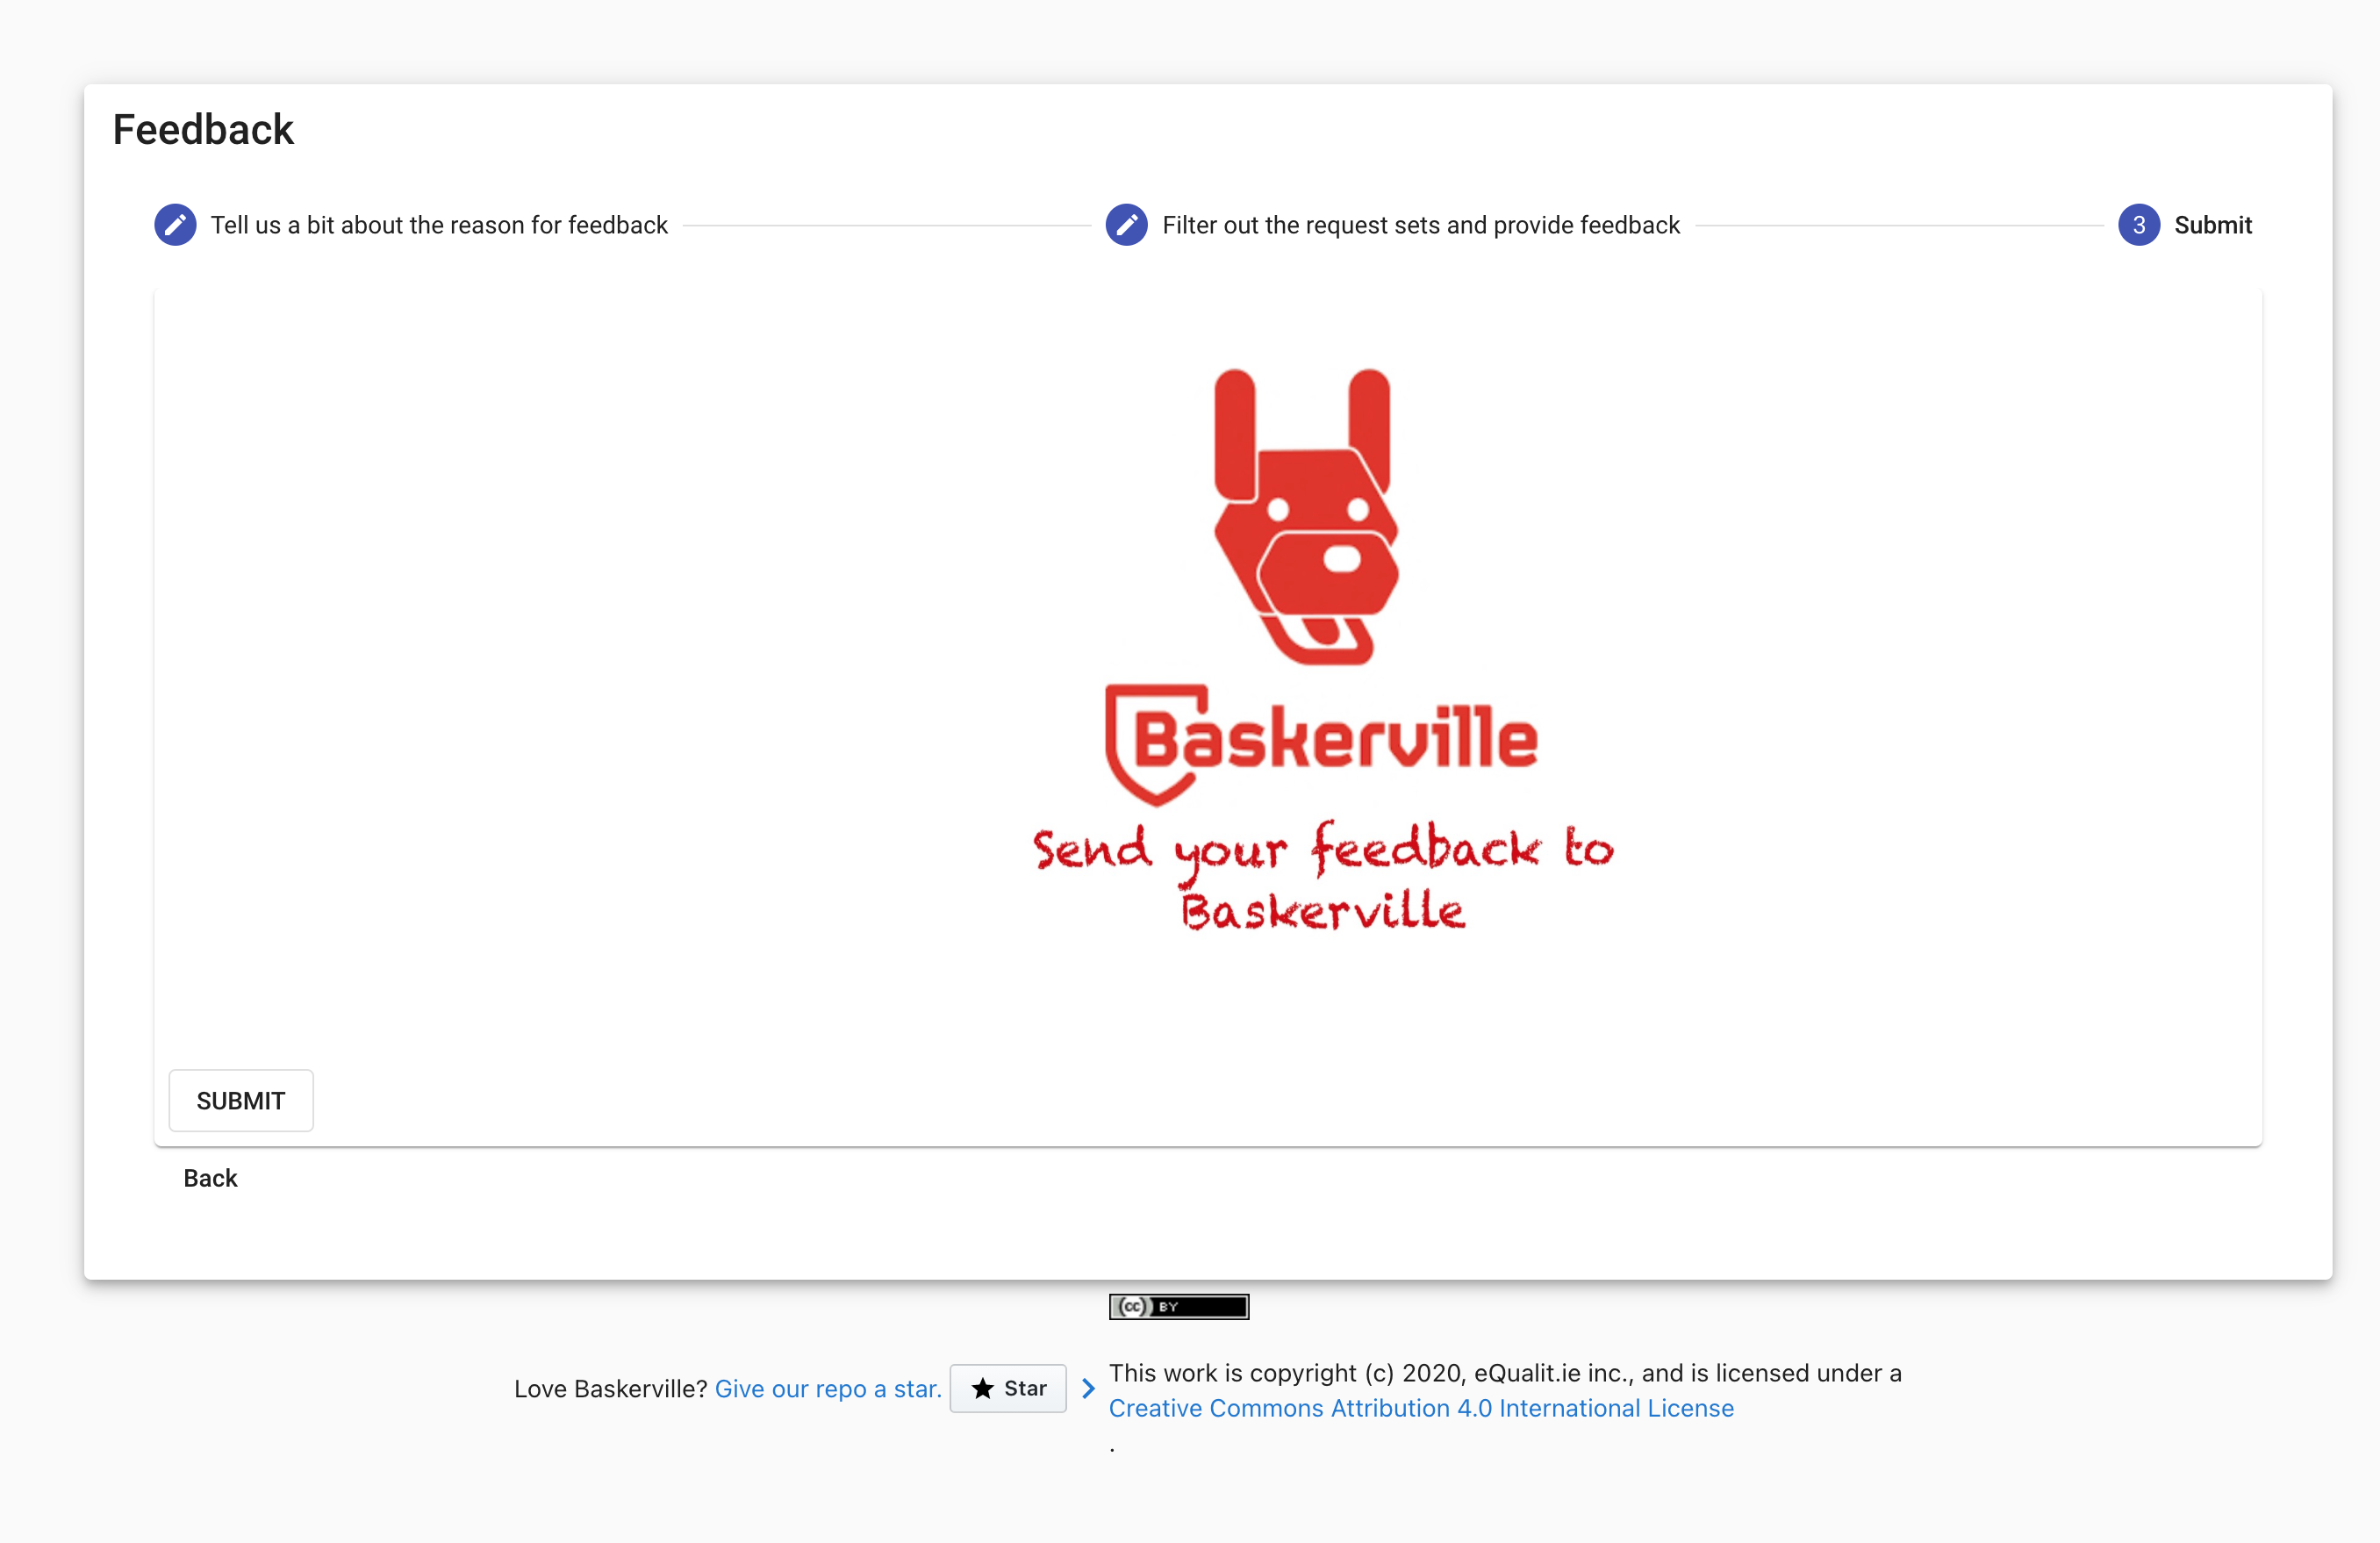 Feedback
Tell us a bit about the reason for feedback
Filter out the request sets and provide feedback
3 Submit
Baskerville
Send your feedback to
Baskerville
SUBMIT
Back
(cc) BY
Love Baskerville? Give our repo a star. Star
This work is copyright (c) 2020, eQualit.ie inc., and is licensed under a
Creative Commons Attribution 4.0 International License
.